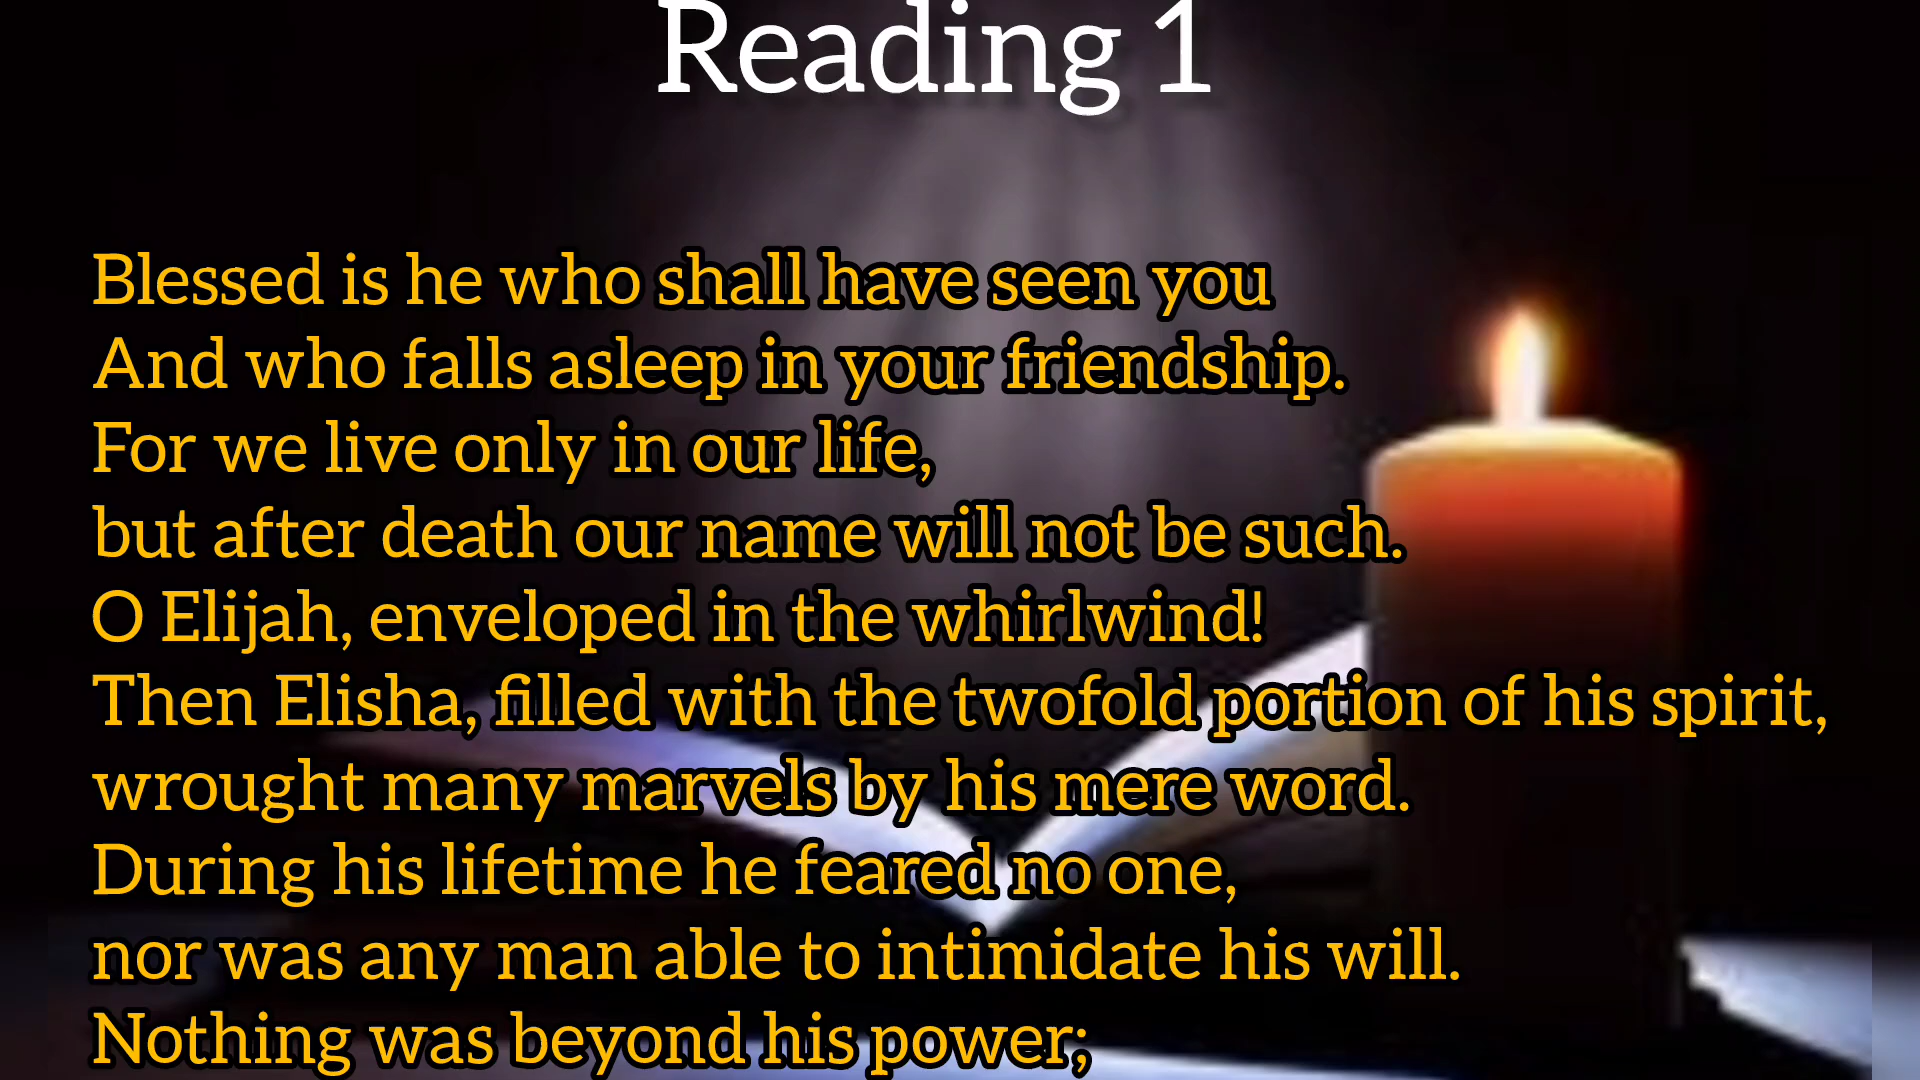 Reading 1
Blessed is he who shall have seen you
And who falls asleep in your friendship.
For we live only in our life,
but after death our name will not be such.
O Elijah, enveloped in the whirlwind!
Then Elisha, filled with the twofold portion of his spirit,
wrought many marvels by his mere word.
During his lifetime he feared no one,
nor was any man able to intimidate his will.
Nothing was beyond his power;